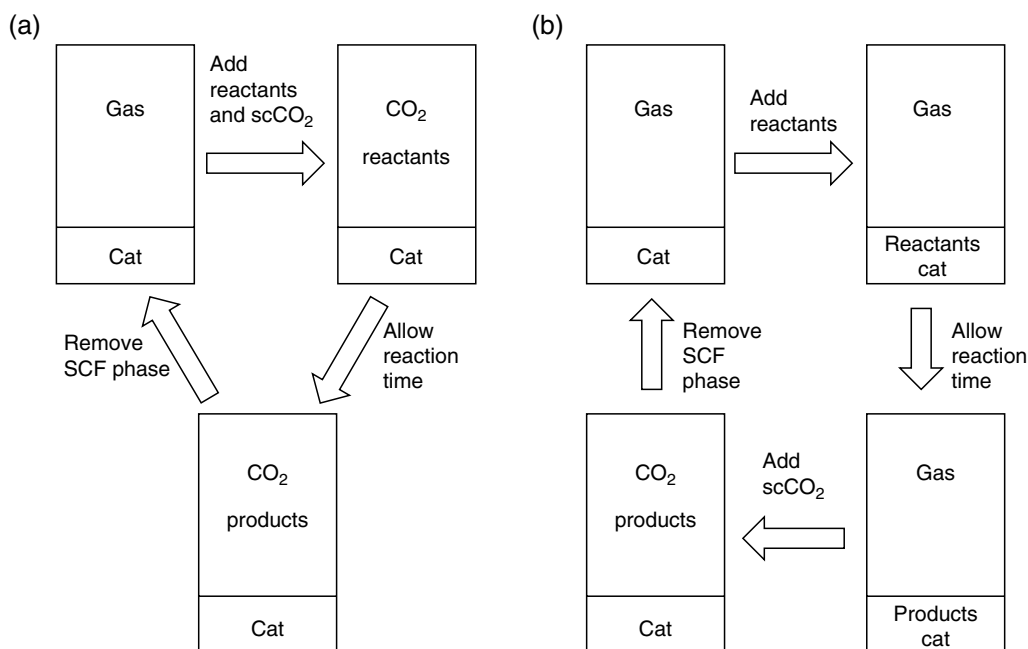 (a)
Gas
Cat
Add
reactants
and scCO₂
CO₂
reactants
Cat
Allow
reaction
time
CO₂
products
Cat
Remove
SCF phase
(b)
Gas
Cat
Add
reactants
Gas
Reactants
cat
Allow
reaction
time
Gas
Products
cat
Add
scCO₂
CO₂
products
Cat
Remove
SCF
phase